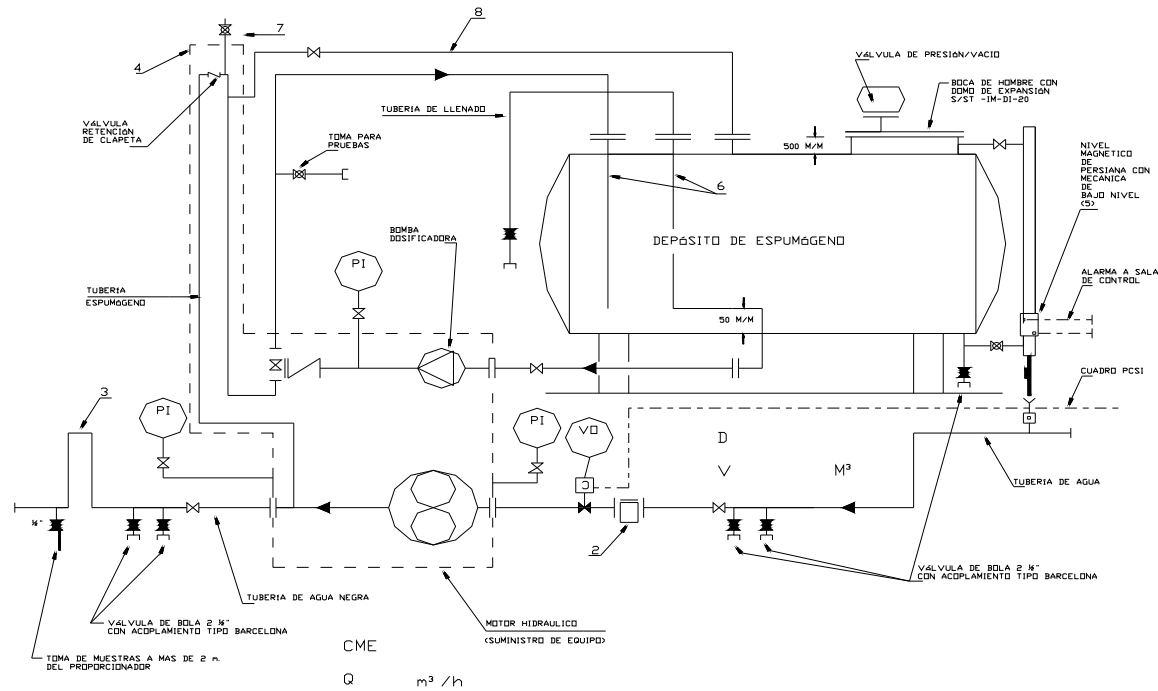 8
7
4
VáLVULA DE PRESIóN/VACIO
BOCA DE HOMBRE CON
DOMO DE EXPANSIóN
S/ST -IM-DI-20
TUBERIA DE LLENADO
VáLVULA
RETENCIóN
DE CLAPETA
TOMA PARA
PRUEBAS
500 M/M
NIVEL
MAGNETICO
DE
PERSIANA CON
MECANICA
DE
BAJO NIVEL
(5)
6
BOMBA
DOSIFICADORA
DEPóSITO DE ESPUMóGENO
PI
ALARMA A SALA
DE CONTROL
TUBERIA
ESPUMóGENO
50 M/M
CUADRO PCSI
3
PI
PI
VO
D
V
M³
TUBERIA DE AGUA
C
½"
2
VáLVULA DE BOLA 2 ½"
CON ACOPLAMIENTO TIPO BARCELONA
TUBERIA DE AGUA NEGRA
VáLVULA DE BOLA 2 ½"
CON ACOPLAMIENTO TIPO BARCELONA
MOTOR HIDRAULICO
(SUMINISTRO DE EQUIPO)
CME
TOMA DE MUESTRAS A MAS DE 2 m.
DEL PROPORCIONADOR
Q m³ /h